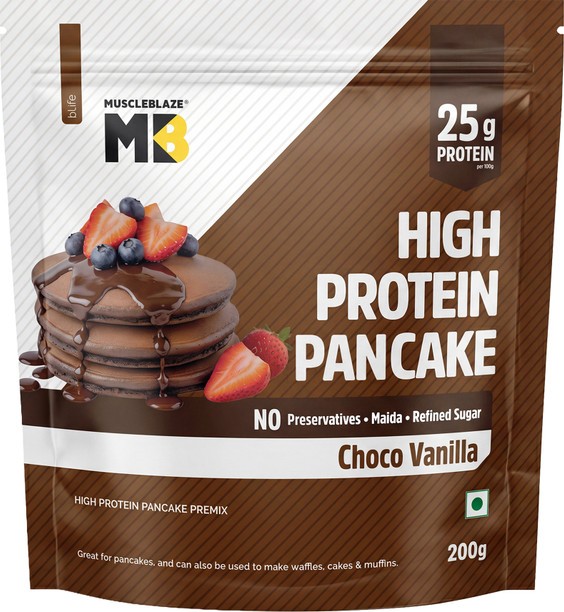 bLife
MUSCLEBLAZE®
MB
25g
PROTEIN
per 100g
HIGH
PROTEIN
PANCAKE
NO Preservatives • Maida • Refined Sugar
Choco Vanilla
HIGH PROTEIN PANCAKE PREMIX
Great for pancakes, and can also be used to make waffles, cakes & muffins.
200g